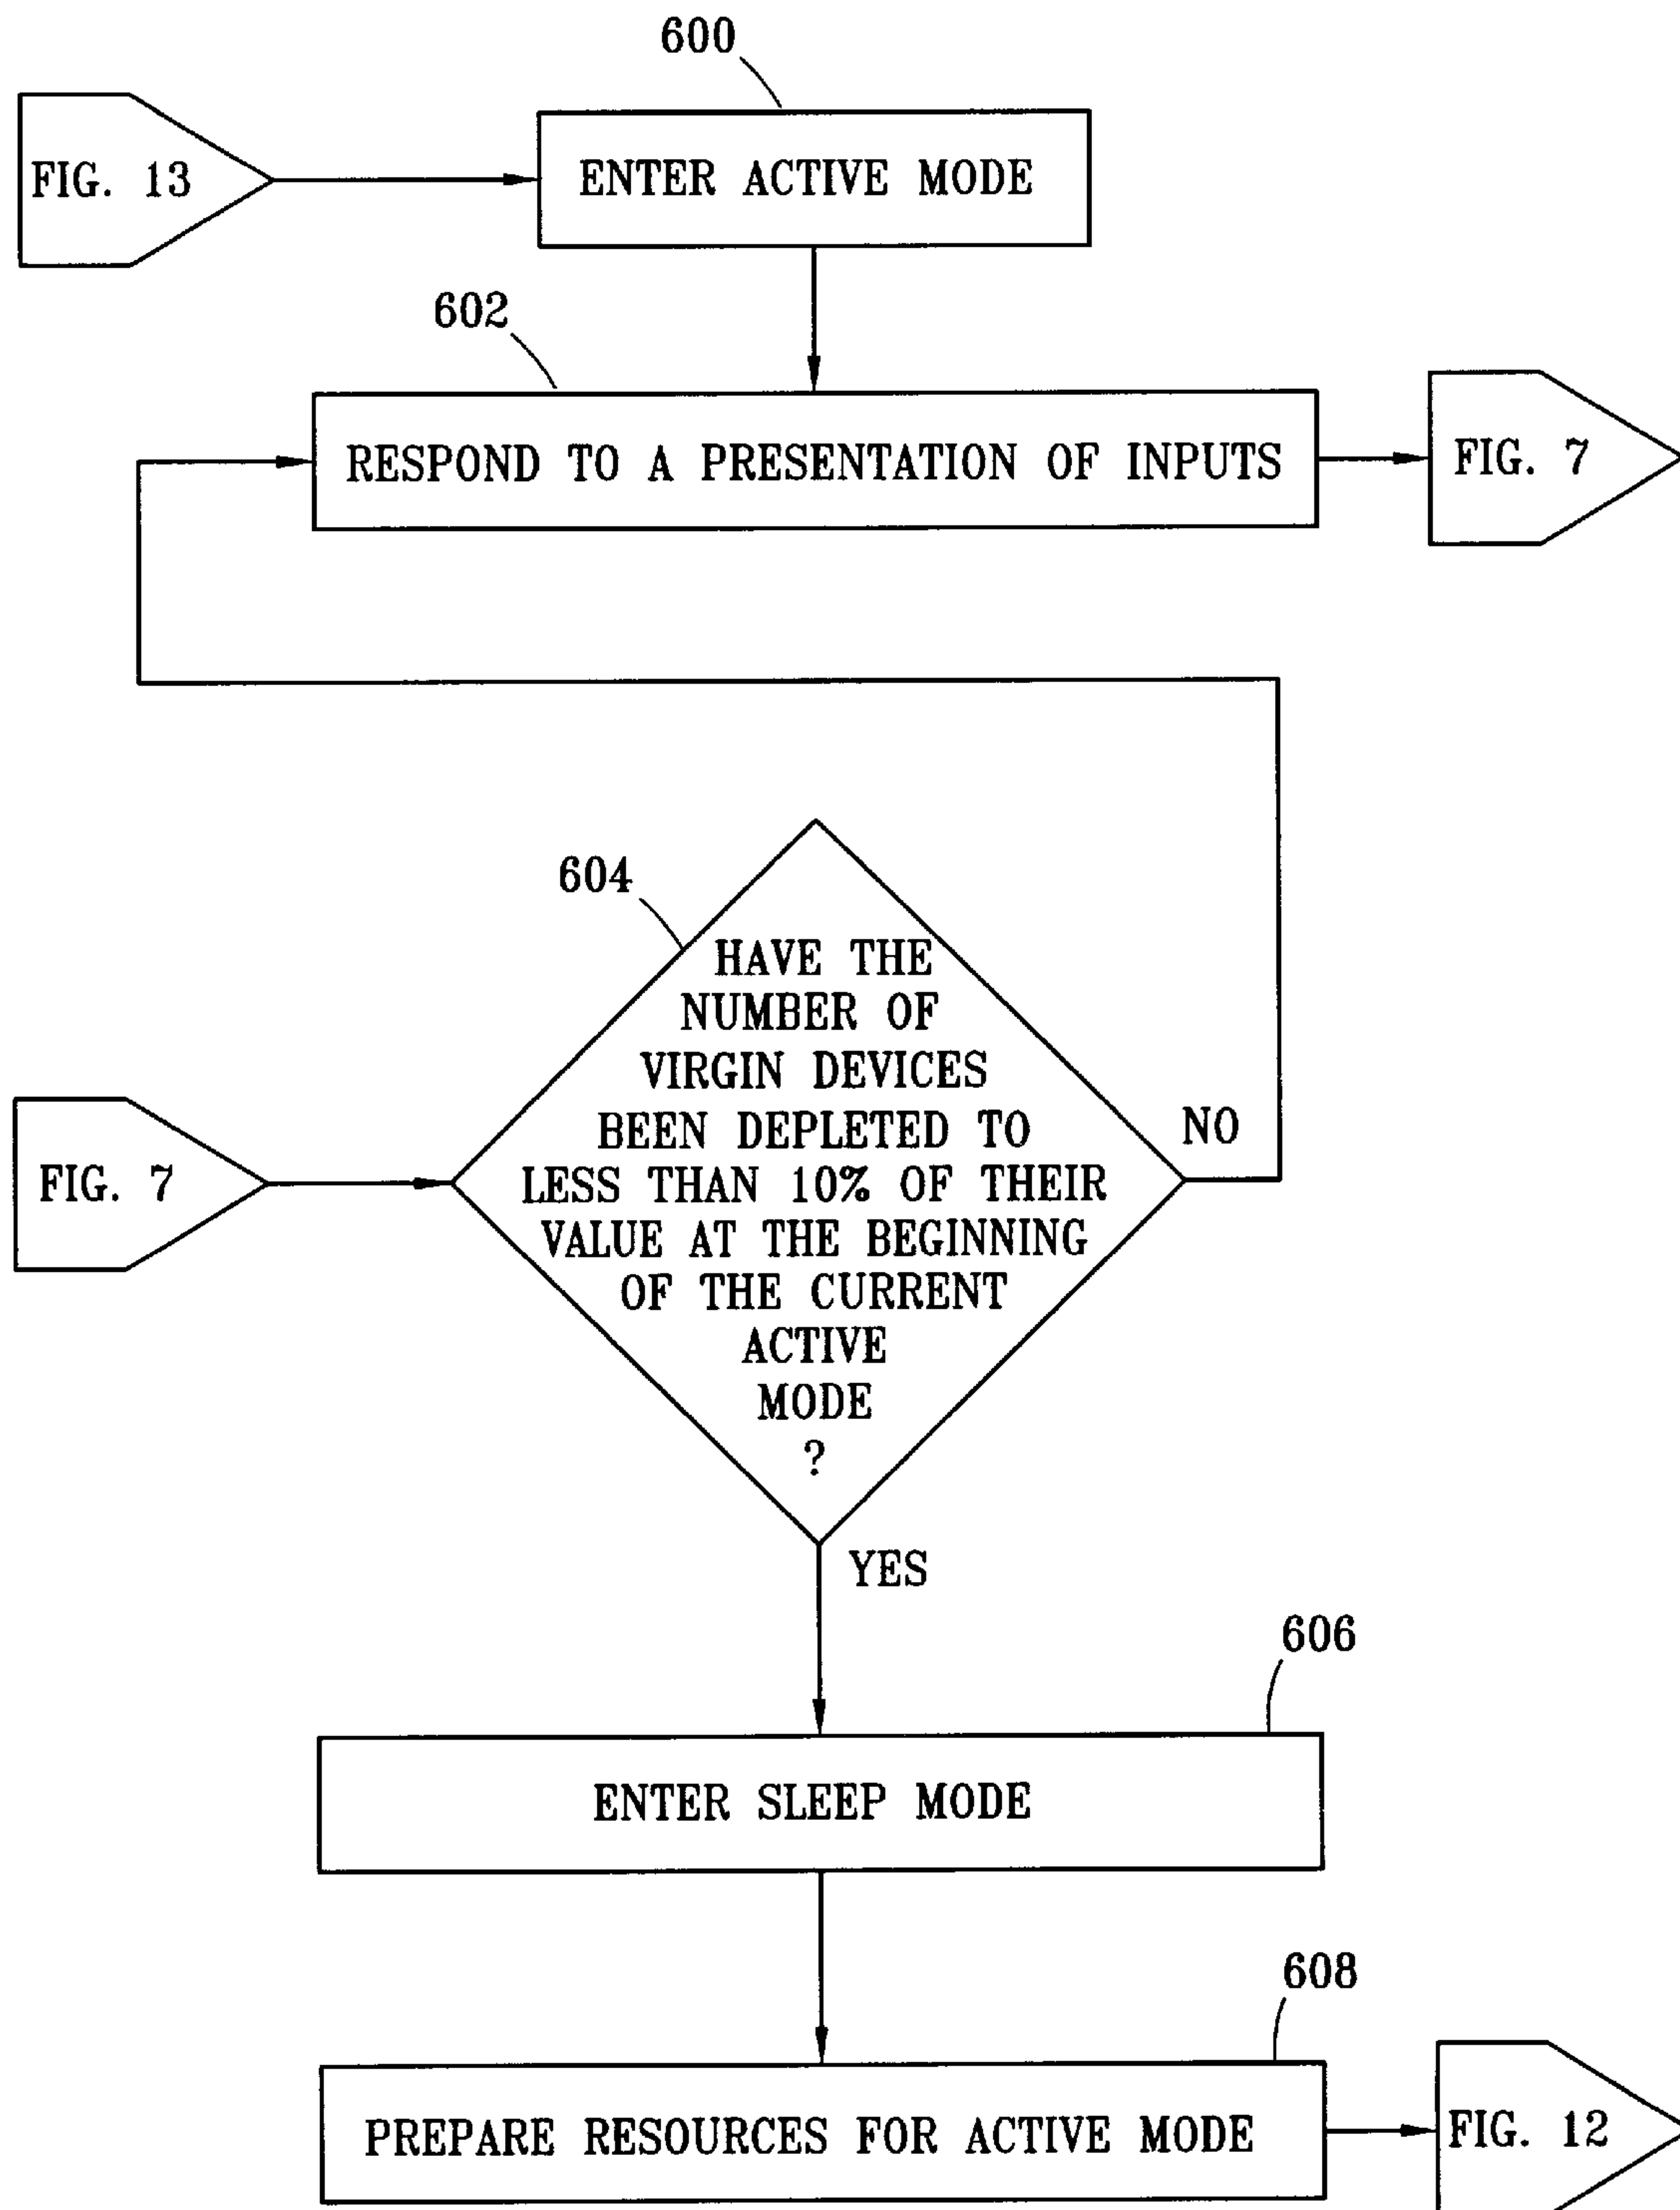 600
FIG. 13
ENTER ACTIVE MODE
602
RESPOND TO A PRESENTATION OF INPUTS
FIG. 7
604
HAVE THE
NUMBER OF
VIRGIN DEVICES
BEEN DEPLETED TO
LESS THAN 10% OF THEIR
VALUE AT THE BEGINNING
OF THE CURRENT
ACTIVE
MODE
?
NO
FIG. 7
YES
606
ENTER SLEEP MODE
608
PREPARE RESOURCES FOR ACTIVE MODE
FIG. 12